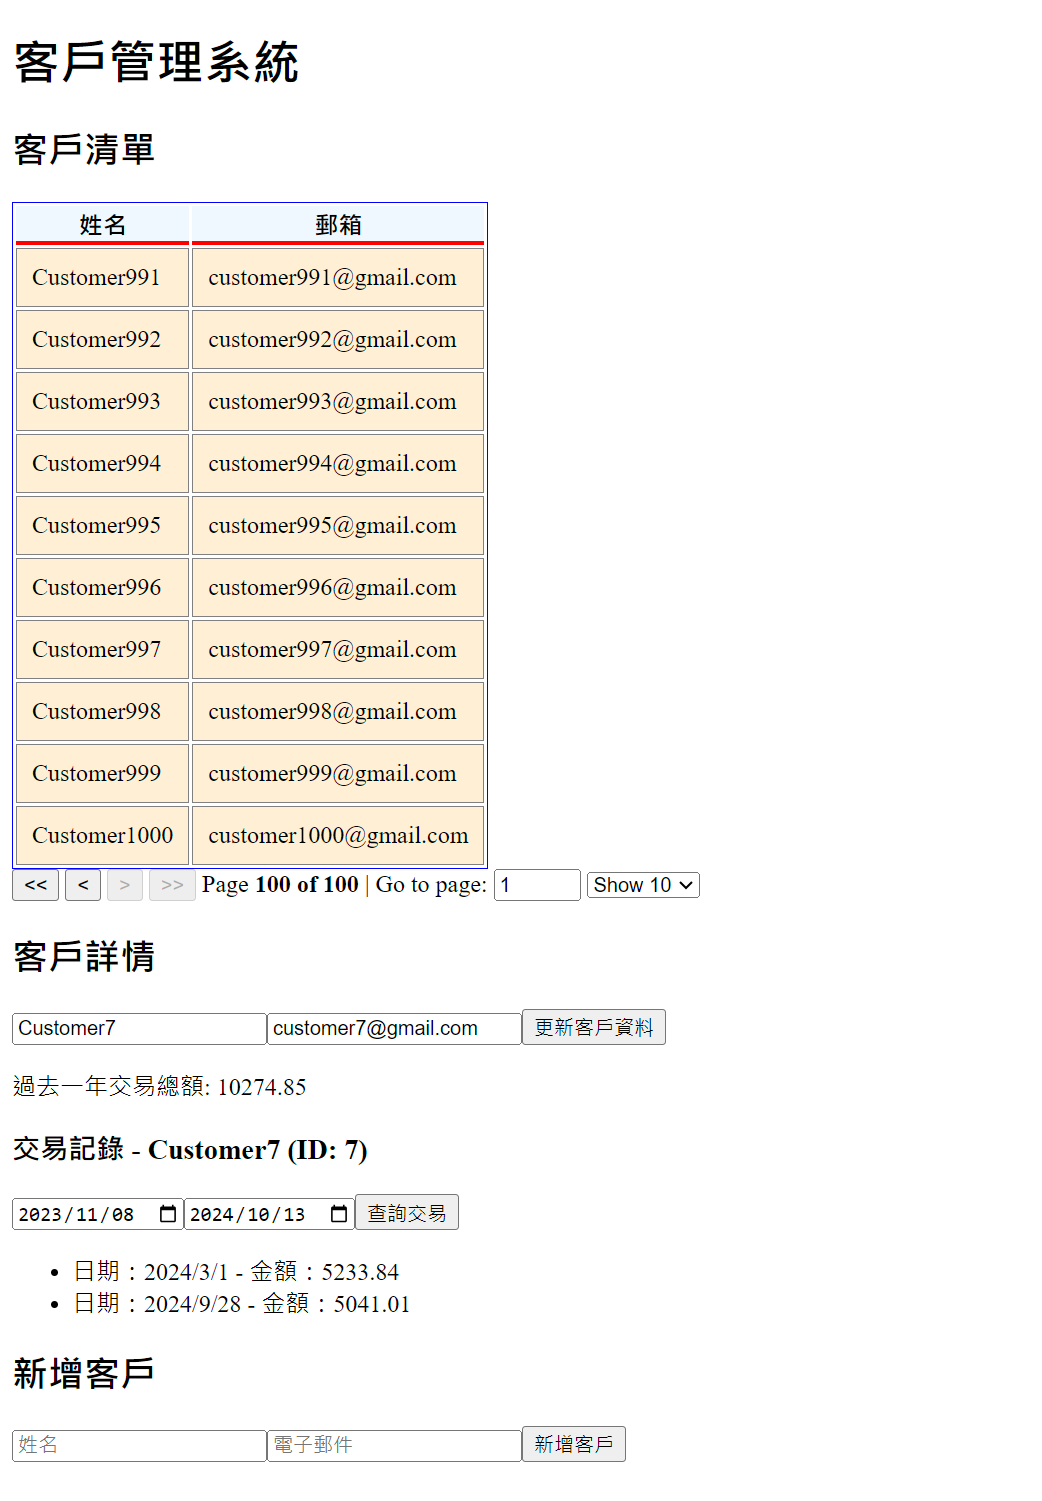 客戶管理系統
客戶清單
姓名 郵箱
Customer991 customer991@gmail.com
Customer992 customer992@gmail.com
Customer993 customer993@gmail.com
Customer994 customer994@gmail.com
Customer995 customer995@gmail.com
Customer996 customer996@gmail.com
Customer997 customer997@gmail.com
Customer998 customer998@gmail.com
Customer999 customer999@gmail.com
Customer1000 customer1000@gmail.com
<< < > >> Page 100 of 100 | Go to page: 1 Show 10
客戶詳情
Customer7 customer7@gmail.com 更新客戶資料
過去一年交易總額: 10274.85
交易記錄 - Customer7 (ID: 7)
2023/11/08 2024/10/13 查詢交易
• 日期：2024/3/1 - 金額：5233.84
• 日期：2024/9/28 - 金額：5041.01
新增客戶
姓名 電子郵件 新增客戶